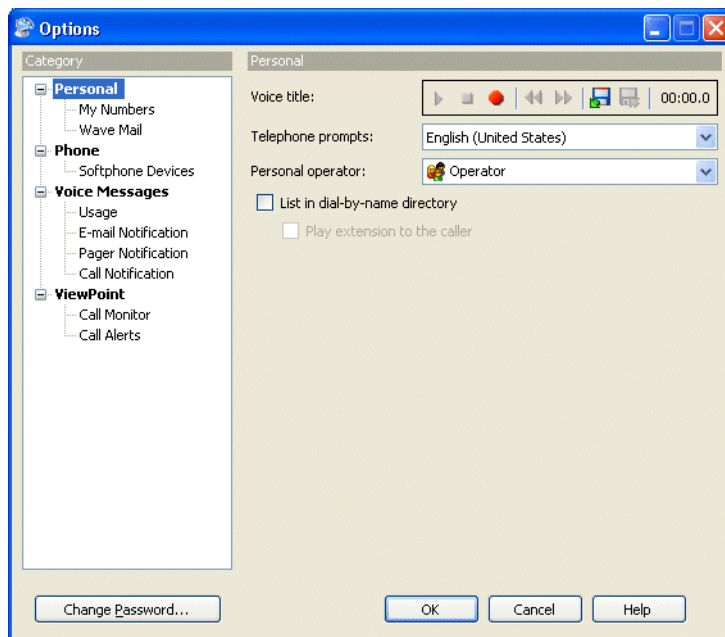 Options
Category
Personal
My Numbers
Wave Mail
Phone
Softphone Devices
Voice Messages
Usage
E-mail Notification
Pager Notification
Call Notification
ViewPoint
Call Monitor
Call Alerts
Personal
Voice title: 00:00.0
Telephone prompts: English (United States)
Personal operator: Operator
List in dial-by-name directory
Play extension to the caller
Change Password... OK Cancel Help